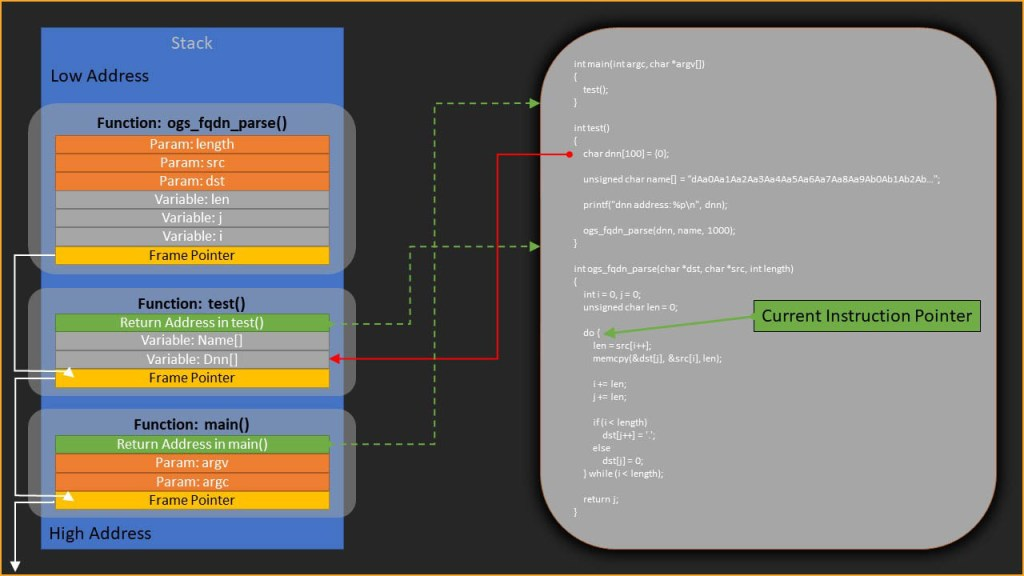 Stack
Low Address
Function: ogs_fqdn_parse()
Param: length
Param: src
Param: dst
Variable: len
Variable: j
Variable: i
Frame Pointer
Function: test()
Return Address in test()
Variable: Name[]
Variable: Dnn[]
Frame Pointer
Function: main()
Return Address in main()
Param: argv
Param: argc
Frame Pointer
High Address
int main(int argc, char *argv[])
{
test();
}
int test()
{
char dnn[100] = {0};
unsigned char name[] = "dAa0Aa1Aa2Aa3Aa4Aa5Aa6Aa7Aa8Aa9Ab0Ab1Ab2Ab...";
printf("dnn address: %p\n", dnn);
ogs_fqdn_parse(dnn, name, 1000);
}
int ogs_fqdn_parse(char *dst, char *src, int length)
{
int i = 0, j = 0;
unsigned char len = 0;
Current Instruction Pointer
do {
len = src[i++];
memcpy(&dst[j], &src[i], len);
i += len;
j += len;
if (i < length)
dst[j++] = '.';
else
dst[j] = 0;
} while (i < length);
return j;
}